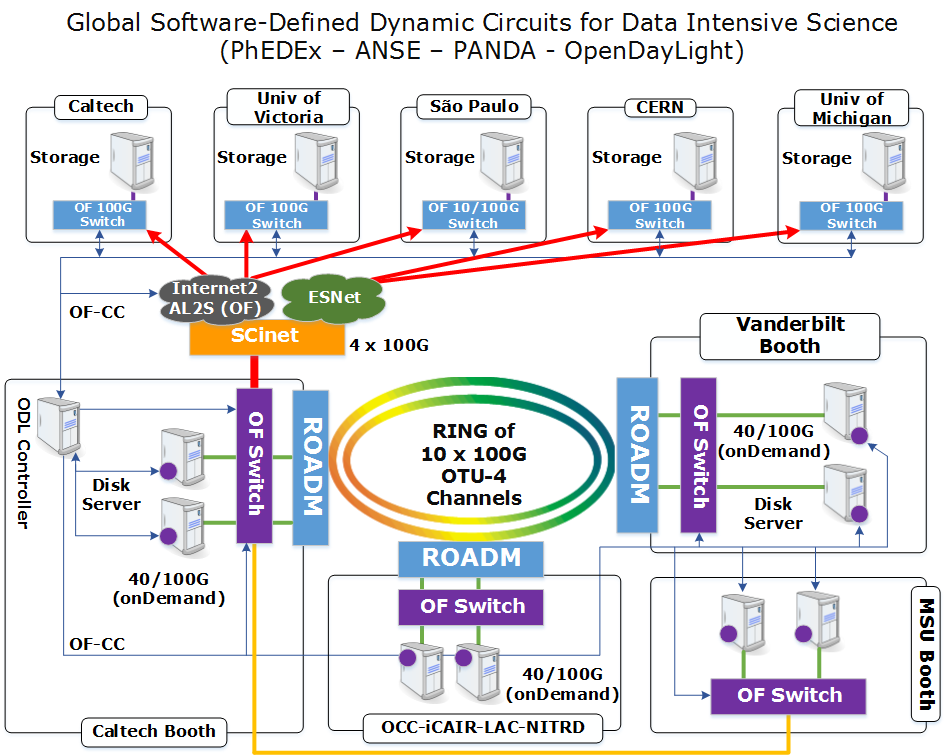 Global Software-Defined Dynamic Circuits for Data Intensive Science
(PhEDEx – ANSE – PANDA - OpenDayLight)
Caltech
Univ of
Victoria
São Paulo
CERN
Univ of
Michigan
Storage
Storage
Storage
Storage
Storage
OF 100G
Switch
OF 100G
Switch
OF 10/100G
Switch
OF 100G
Switch
OF 100G
Switch
Internet2
AL2S (OF)
ESNet
OF-CC
SCinet
4 x 100G
Vanderbilt
Booth
ODL Controller
OF Switch
ROADM
RING of
10 x 100G
OTU-4
Channels
ROADM
OF Switch
40/100G
(onDemand)
Disk
Server
Disk
Server
40/100G
(onDemand)
ROADM
OF Switch
OF-CC
40/100G
(onDemand)
MSU Booth
OF Switch
Caltech Booth
OCC-iCAIR-LAC-NITRD